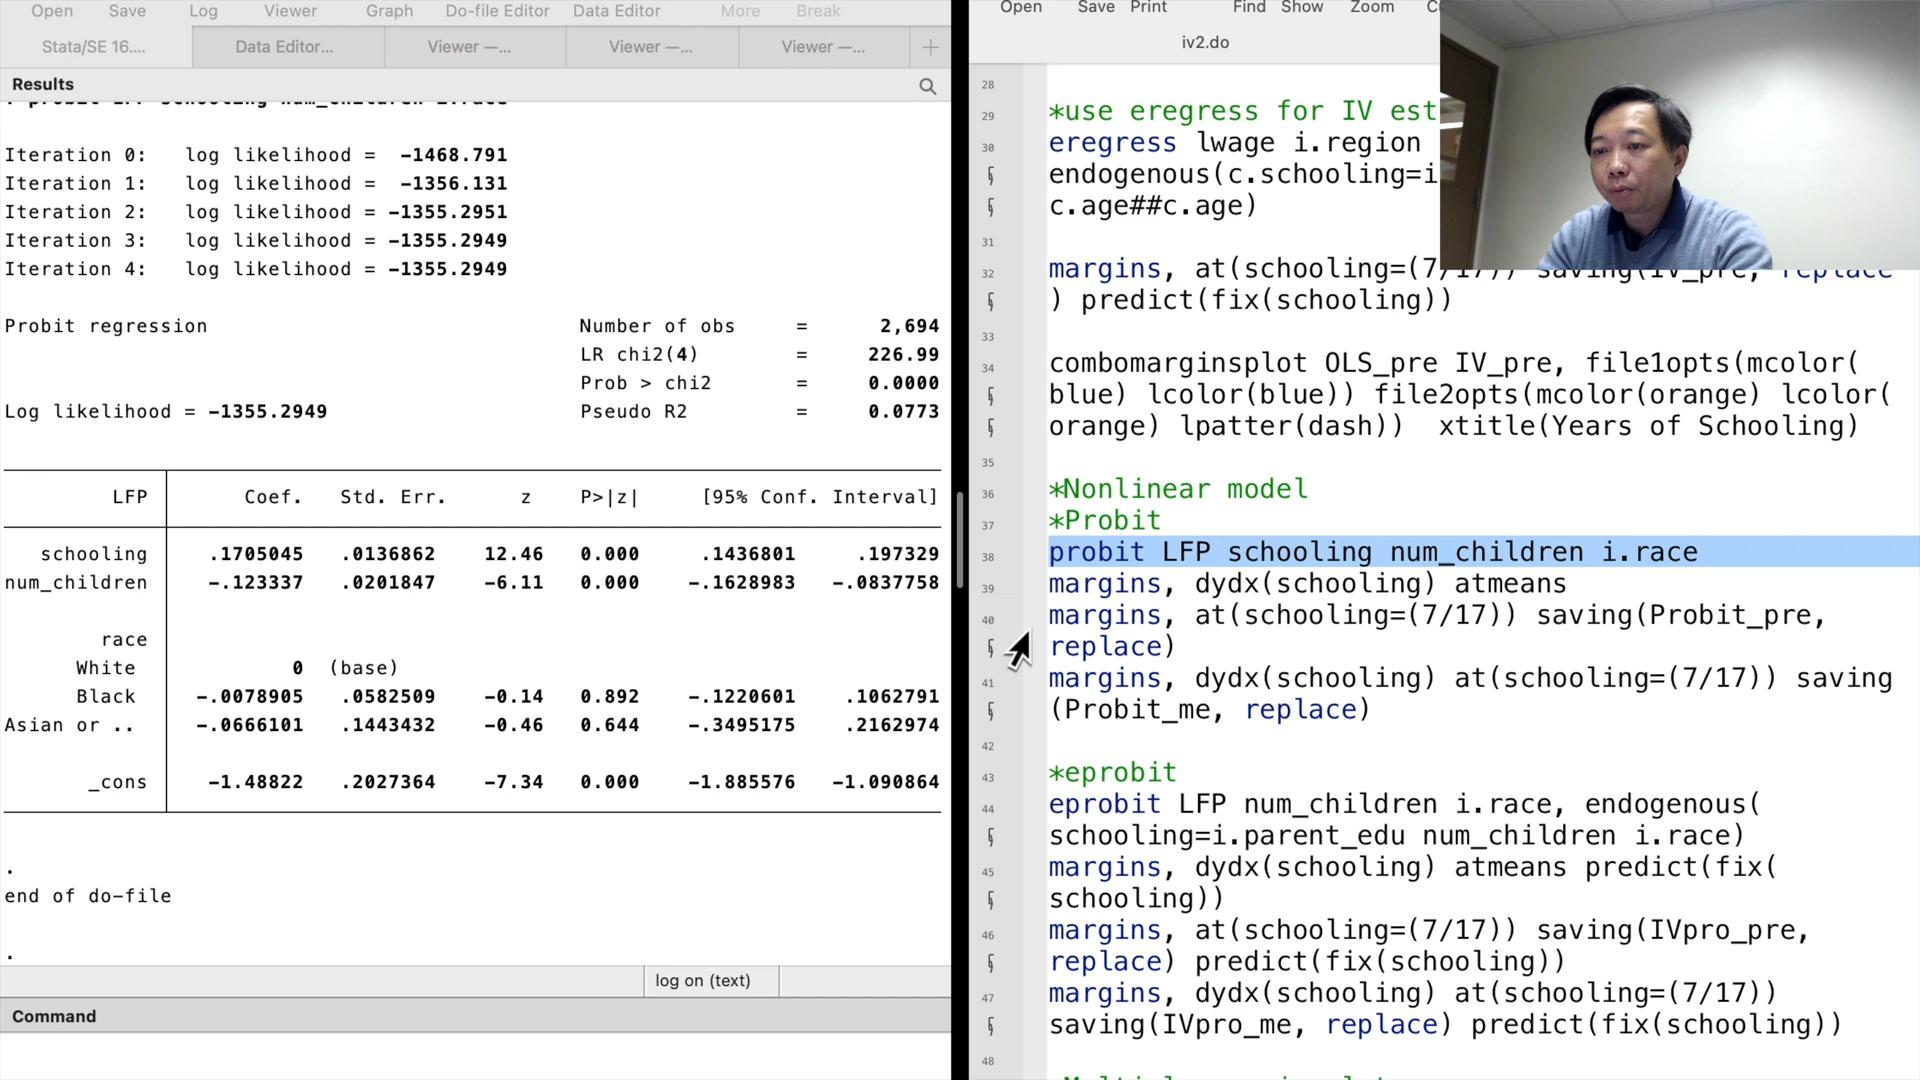 Open Save Log Viewer Graph Do-file Editor Data Editor More Break
Stata/SE 16.... Data Editor... Viewer —... Viewer —... Viewer —... +
Results
. probit LFP schooling num_children i.race
Iteration 0: log likelihood = -1468.791
Iteration 1: log likelihood = -1356.131
Iteration 2: log likelihood = -1355.2951
Iteration 3: log likelihood = -1355.2949
Iteration 4: log likelihood = -1355.2949
Probit regression Number of obs = 2,694
LR chi2(4) = 226.99
Prob > chi2 = 0.0000
Log likelihood = -1355.2949 Pseudo R2 = 0.0773
LFP Coef. Std. Err. z P>|z| [95% Conf. Interval]
schooling .1705045 .0136862 12.46 0.000 .1436801 .197329
num_children -.123337 .0201847 -6.11 0.000 -.1628983 -.0837758
race
White 0 (base)
Black -.0078905 .0582509 -0.14 0.892 -.1220601 .1062791
Asian or .. -.0666101 .1443432 -0.46 0.644 -.3495175 .2162974
_cons -1.48822 .2027364 -7.34 0.000 -1.885576 -1.090864
.
end of do-file
.
log on (text)
Command
Open Save Print Find Show Zoom
iv2.do
28
29 *use eregress for IV est
30 eregress lwage i.region
endogenous(c.schooling=i
c.age##c.age)
31
32 margins, at(schooling=(7/17)) saving(IV_pre, replace
) predict(fix(schooling))
33
34 combomarginsplot OLS_pre IV_pre, file1opts(mcolor(
blue) lcolor(blue)) file2opts(mcolor(orange) lcolor(
orange) lpatter(dash)) xtitle(Years of Schooling)
35
36 *Nonlinear model
37 *Probit
38 probit LFP schooling num_children i.race
39 margins, dydx(schooling) atmeans
40 margins, at(schooling=(7/17)) saving(Probit_pre,
replace)
41 margins, dydx(schooling) at(schooling=(7/17)) saving
(Probit_me, replace)
42
43 *eprobit
44 eprobit LFP num_children i.race, endogenous(
schooling=i.parent_edu num_children i.race)
45 margins, dydx(schooling) atmeans predict(fix(
schooling))
46 margins, at(schooling=(7/17)) saving(IVpro_pre,
replace) predict(fix(schooling))
47 margins, dydx(schooling) at(schooling=(7/17))
saving(IVpro_me, replace) predict(fix(schooling))
48